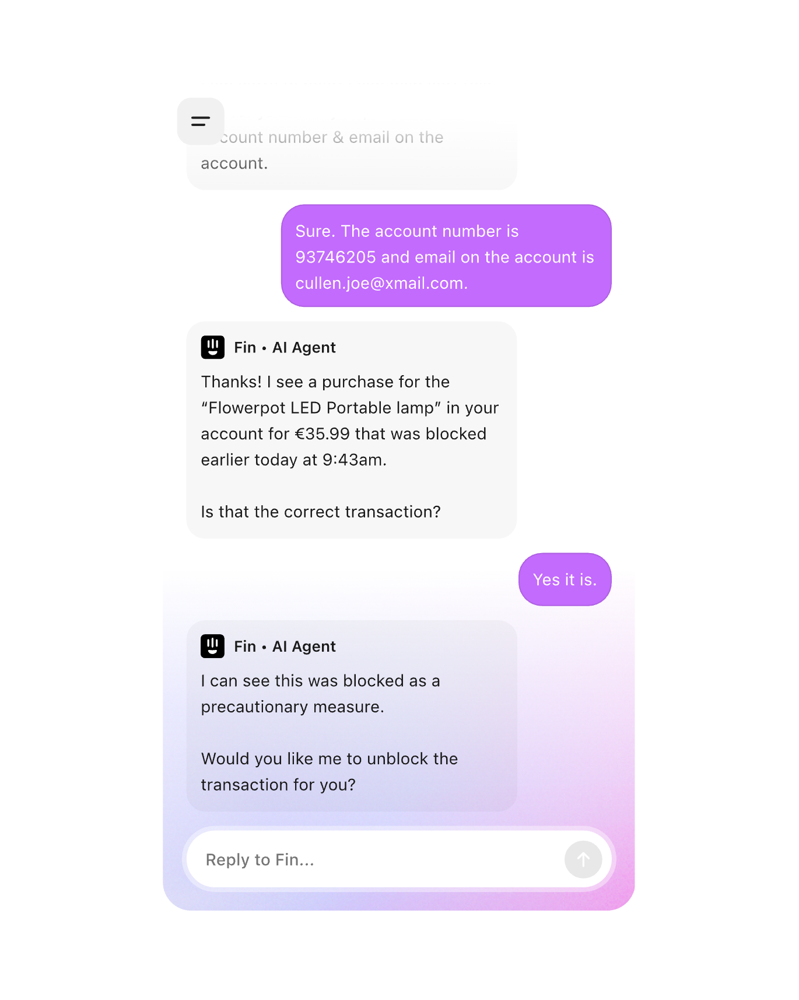 count number & email on the
account.
Sure. The account number is
93746205 and email on the account is
cullen.joe@xmail.com.
Fin • AI Agent
Thanks! I see a purchase for the
“Flowerpot LED Portable lamp” in your
account for €35.99 that was blocked
earlier today at 9:43am.
Is that the correct transaction?
Yes it is.
Fin • AI Agent
I can see this was blocked as a
precautionary measure.
Would you like me to unblock the
transaction for you?
Reply to Fin...